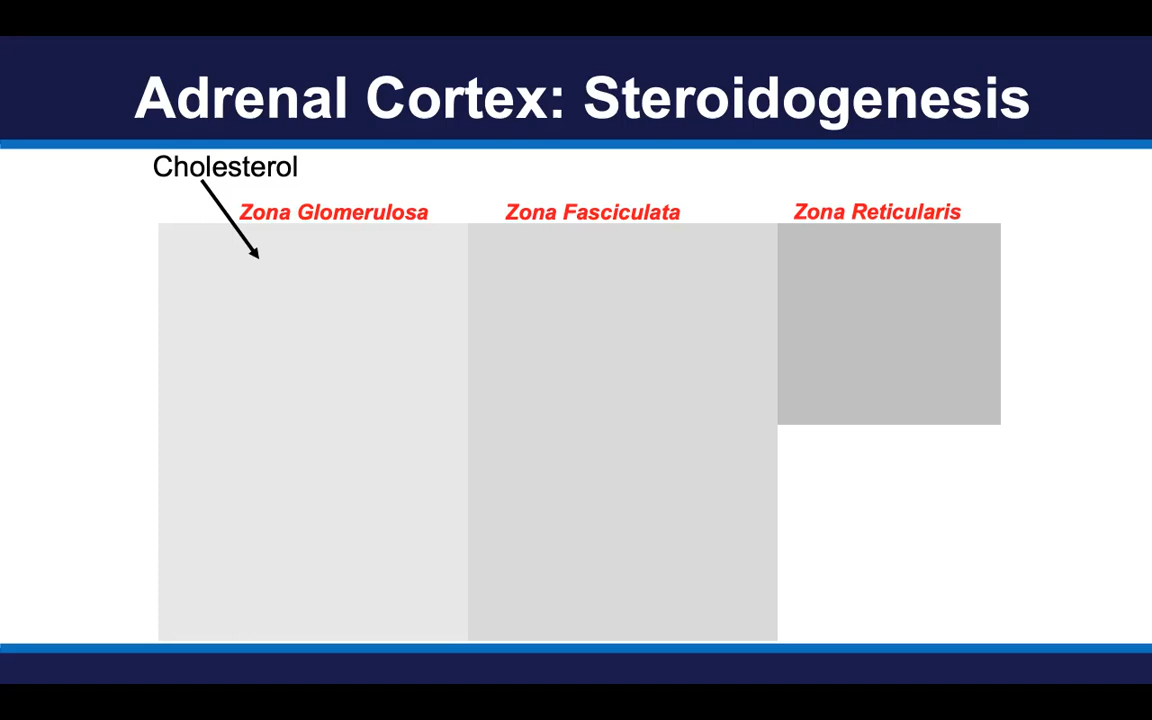 Adrenal Cortex: Steroidogenesis
Cholesterol
Zona Glomerulosa
Zona Fasciculata
Zona Reticularis